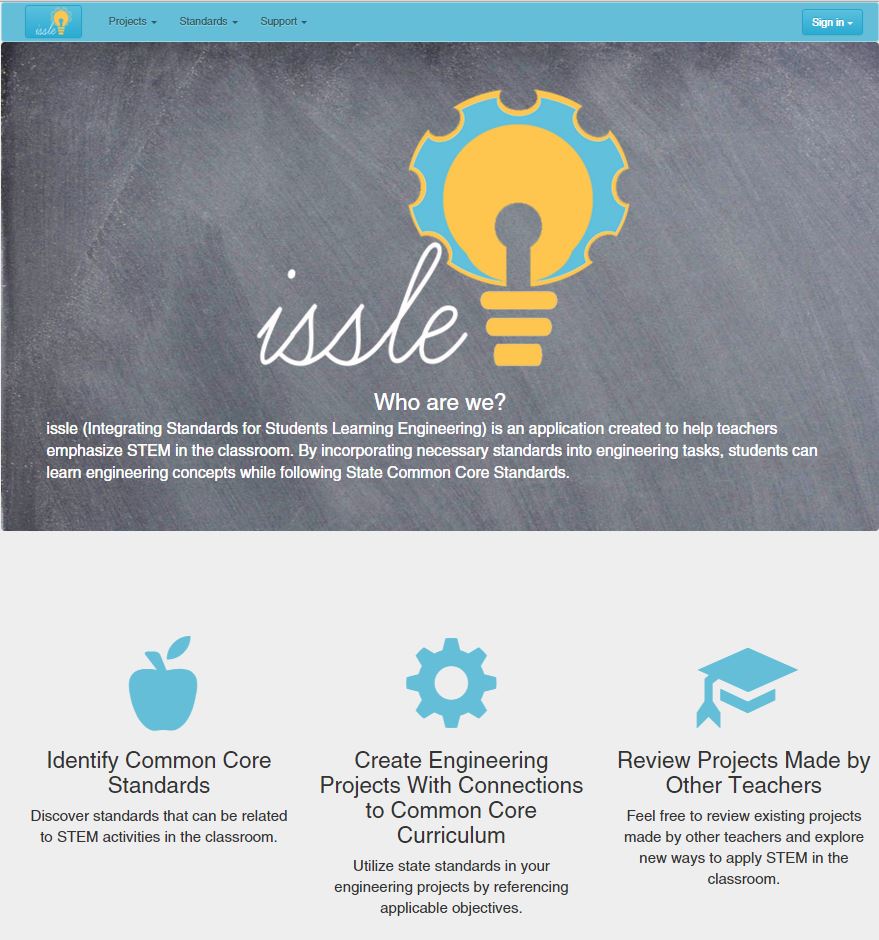 issle
Projects
Standards
Support
Sign in
issle
Who are we?
issle (Integrating Standards for Students Learning Engineering) is an application created to help teachers
emphasize STEM in the classroom. By incorporating necessary standards into engineering tasks, students can
learn engineering concepts while following State Common Core Standards.
Identify Common Core
Standards
Discover standards that can be related
to STEM activities in the classroom.
Create Engineering
Projects With Connections
to Common Core
Curriculum
Utilize state standards in your
engineering projects by referencing
applicable objectives.
Review Projects Made by
Other Teachers
Feel free to review existing projects
made by other teachers and explore
new ways to apply STEM in the
classroom.